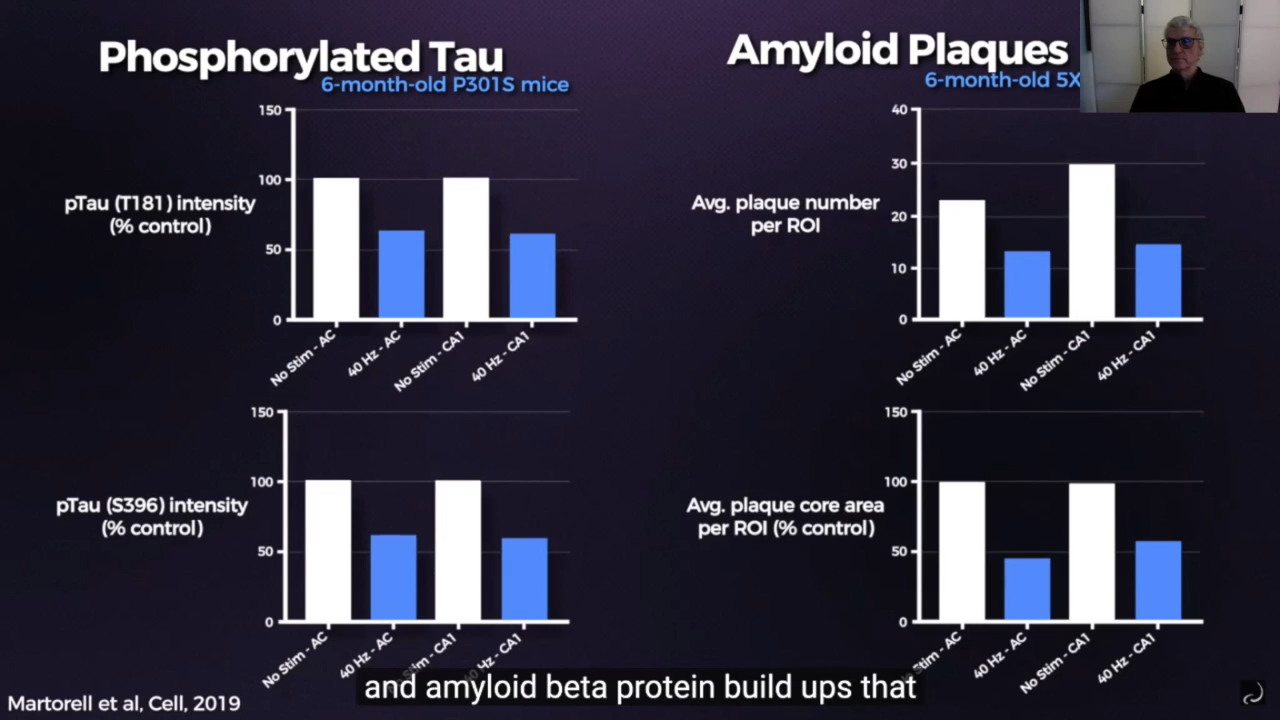 Phosphorylated Tau
6-month-old P301S mice
150
100
50
0
pTau (T181) intensity
(% control)
No Stim - AC
40 Hz - AC
No Stim - CA1
40 Hz - CA1
Amyloid Plaques
6-month-old 5X
40
30
20
10
0
Avg. plaque number
per ROI
No Stim - AC
40 Hz - AC
No Stim - CA1
40 Hz - CA1
150
100
50
0
pTau (S396) intensity
(% control)
No Stim - AC
40 Hz - AC
- CA1
- CA1
150
100
50
0
Avg. plaque core area
per ROI (% control)
- AC
40 Hz - AC
No Stim - CA1
40 Hz - CA1
and amyloid beta protein build ups that
Martorell et al, Cell, 2019